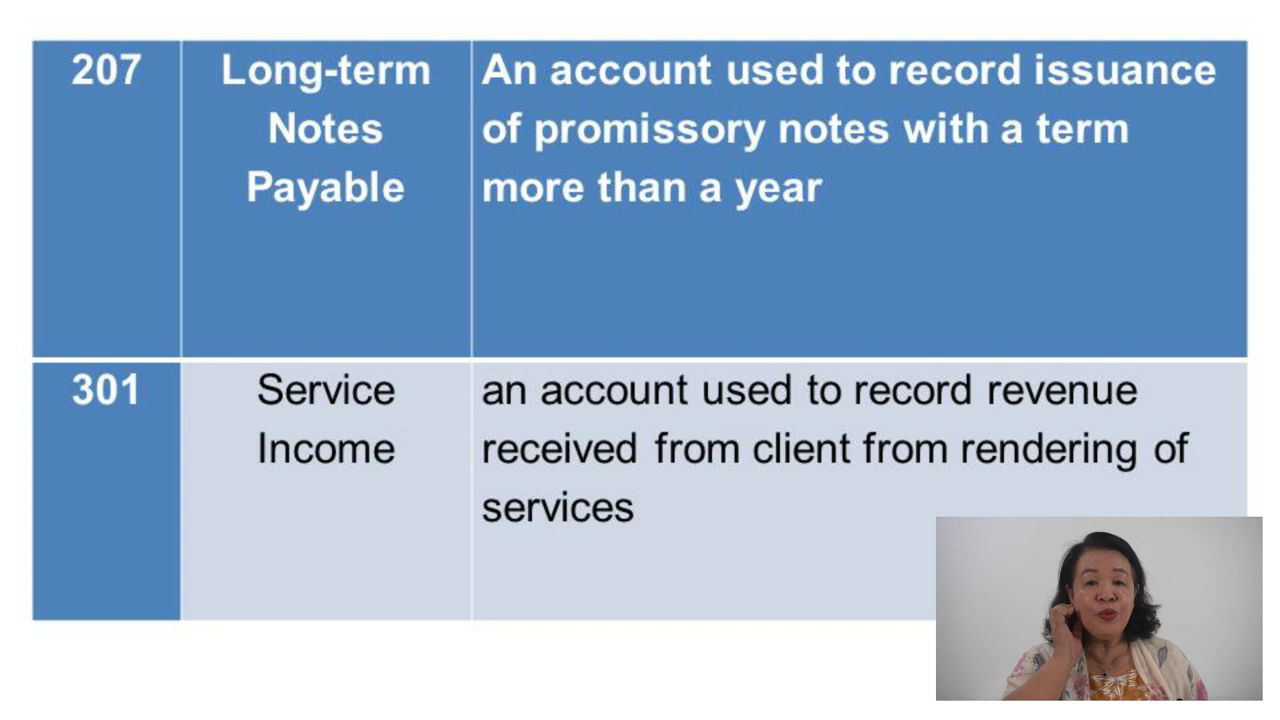 207 Long-term An account used to record issuance
Notes of promissory notes with a term
Payable more than a year
301 Service an account used to record revenue
Income received from client from rendering of
services